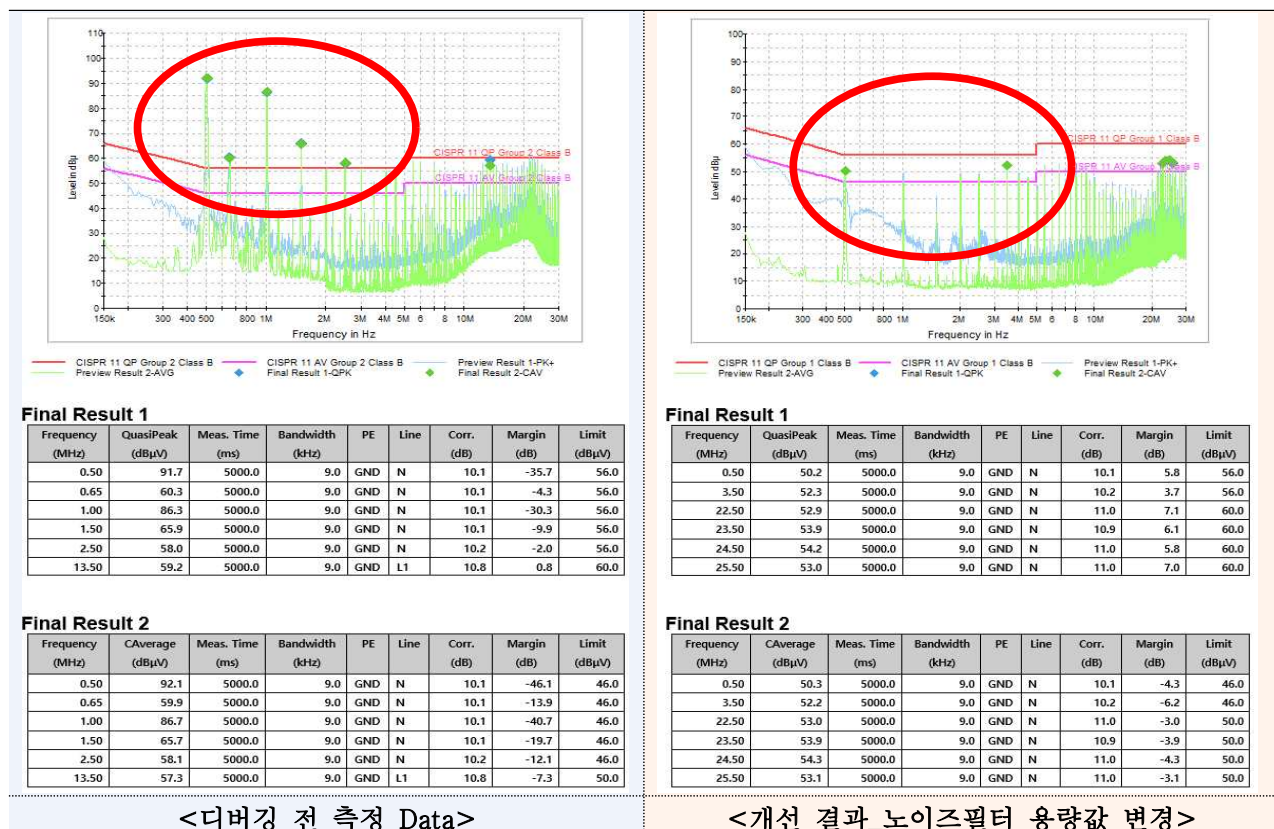 110
100
90
80
70
60
50
40
30
20
10
0
Level in dBµ
CISPR 11 QP Group 2 Class B
CISPR 11 AV Group 2 Class B
150k 300 400 500 800 1M 2M 3M 4M 5M 6 8 10M 20M 30M
Frequency in Hz
CISPR 11 QP Group 2 Class B CISPR 11 AV Group 2 Class B Preview Result 1-PK+
Preview Result 2-AVG Final Result 1-QPK Final Result 2-CAV
Final Result 1
Frequency QuasiPeak Meas. Time Bandwidth PE Line Corr. Margin Limit
(MHz) (dBµV) (ms) (kHz) (dB) (dB) (dBµV)
0.50 91.7 5000.0 9.0 GND N 10.1 -35.7 56.0
0.65 60.3 5000.0 9.0 GND N 10.1 -4.3 56.0
1.00 86.3 5000.0 9.0 GND N 10.1 -30.3 56.0
1.50 65.9 5000.0 9.0 GND N 10.1 -9.9 56.0
2.50 58.0 5000.0 9.0 GND N 10.2 -2.0 56.0
13.50 59.2 5000.0 9.0 GND L1 10.8 0.8 60.0
Final Result 2
Frequency CAverage Meas. Time Bandwidth PE Line Corr. Margin Limit
(MHz) (dBµV) (ms) (kHz) (dB) (dB) (dBµV)
0.50 92.1 5000.0 9.0 GND N 10.1 -46.1 46.0
0.65 59.9 5000.0 9.0 GND N 10.1 -13.9 46.0
1.00 86.7 5000.0 9.0 GND N 10.1 -40.7 46.0
1.50 65.7 5000.0 9.0 GND N 10.1 -19.7 46.0
2.50 58.1 5000.0 9.0 GND N 10.2 -12.1 46.0
13.50 57.3 5000.0 9.0 GND L1 10.8 -7.3 50.0
<디버깅 전 측정 Data>
100
90
80
70
60
50
40
30
20
10
0
Level in dBµ
CISPR 11 QP Group 1 Class B
CISPR 11 AV Group 1 Class B
150k 300 400 500 800 1M 2M 3M 4M 5M 6 8 10M 20M 30M
Frequency in Hz
CISPR 11 QP Group 1 Class B CISPR 11 AV Group 1 Class B Preview Result 1-PK+
Preview Result 2-AVG Final Result 1-QPK Final Result 2-CAV
Final Result 1
Frequency QuasiPeak Meas. Time Bandwidth PE Line Corr. Margin Limit
(MHz) (dBµV) (ms) (kHz) (dB) (dB) (dBµV)
0.50 50.2 5000.0 9.0 GND N 10.1 5.8 56.0
3.50 52.3 5000.0 9.0 GND N 10.2 3.7 56.0
22.50 52.9 5000.0 9.0 GND N 11.0 7.1 60.0
23.50 53.9 5000.0 9.0 GND N 10.9 6.1 60.0
24.50 54.2 5000.0 9.0 GND N 11.0 5.8 60.0
25.50 53.0 5000.0 9.0 GND N 11.0 7.0 60.0
Final Result 2
Frequency CAverage Meas. Time Bandwidth PE Line Corr. Margin Limit
(MHz) (dBµV) (ms) (kHz) (dB) (dB) (dBµV)
0.50 50.3 5000.0 9.0 GND N 10.1 -4.3 46.0
3.50 52.2 5000.0 9.0 GND N 10.2 -6.2 46.0
22.50 53.0 5000.0 9.0 GND N 11.0 -3.0 50.0
23.50 53.9 5000.0 9.0 GND N 10.9 -3.9 50.0
24.50 54.3 5000.0 9.0 GND N 11.0 -4.3 50.0
25.50 53.1 5000.0 9.0 GND N 11.0 -3.1 50.0
<개선 결과_노이즈필터 용량값 변경>